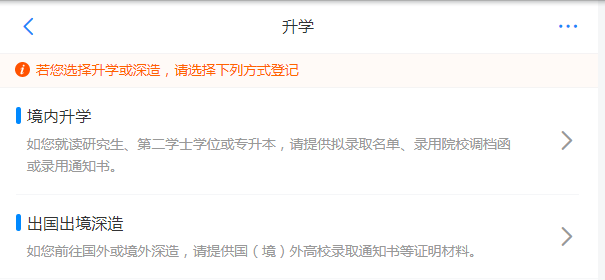 升学
若您选择升学或深造，请选择下列方式登记
境内升学
如您就读研究生、第二学士学位或专升本，请提供拟录取名单、录用院校调档函
或录用通知书。
出国出境深造
如您前往国外或境外深造，请提供国（境）外高校录取通知书等证明材料。